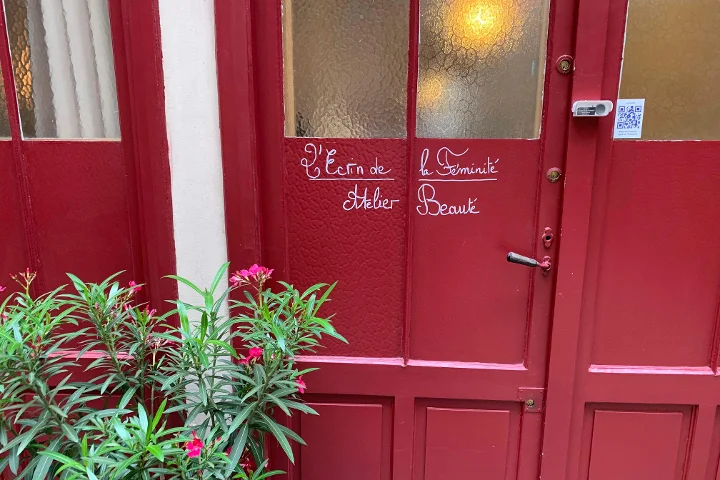 L'Ecrin de la Féminité
Atelier Beauté